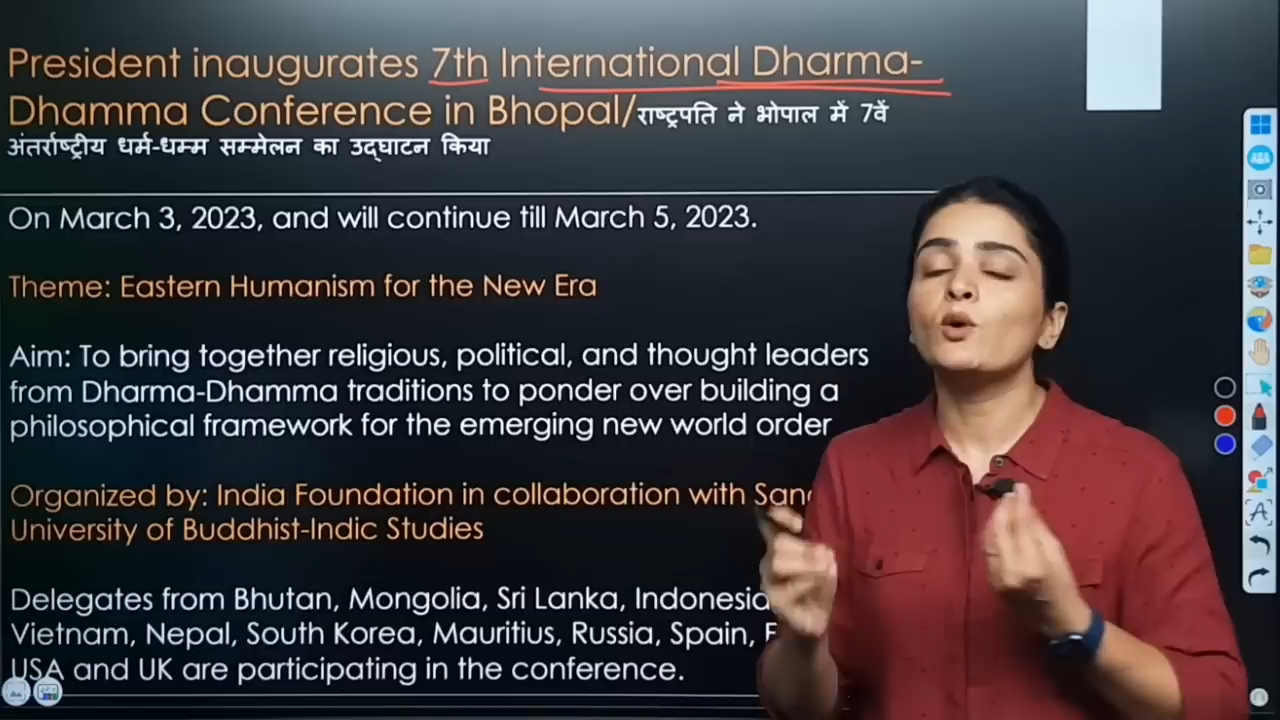 President inaugurates 7th International Dharma-
Dhamma Conference in Bhopal/राष्ट्रपति ने भोपाल में 7वें
अंतर्राष्ट्रीय धर्म-धम्म सम्मेलन का उद्घाटन किया
On March 3, 2023, and will continue till March 5, 2023.
Theme: Eastern Humanism for the New Era
Aim: To bring together religious, political, and thought leaders
from Dharma-Dhamma traditions to ponder over building a
philosophical framework for the emerging new world order
Organized by: India Foundation in collaboration with
University of Buddhist-Indic Studies
Delegates from Bhutan, Mongolia, Sri Lanka, Indonesia
Vietnam, Nepal, South Korea, Mauritius, Russia, Spain,
USA and UK are participating in the conference.